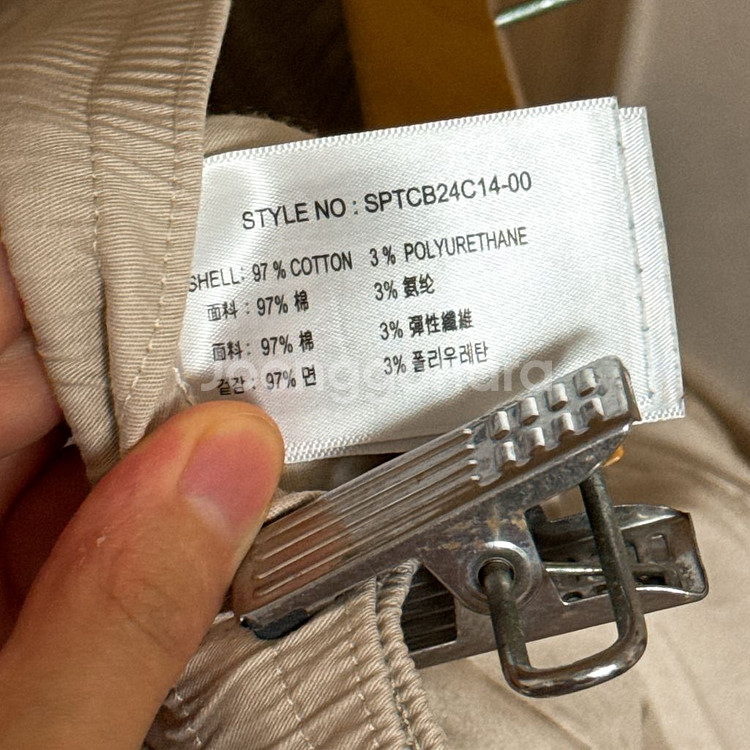 STYLE NO : SPTCB24C14-00
SHELL: 97 % COTTON 3 % POLYURETHANE
面料 : 97% 棉 3% 氨纶
面料 : 97% 棉 3% 彈性纖維
겉감 : 97% 면 3% 폴리우레탄
Joonggonara